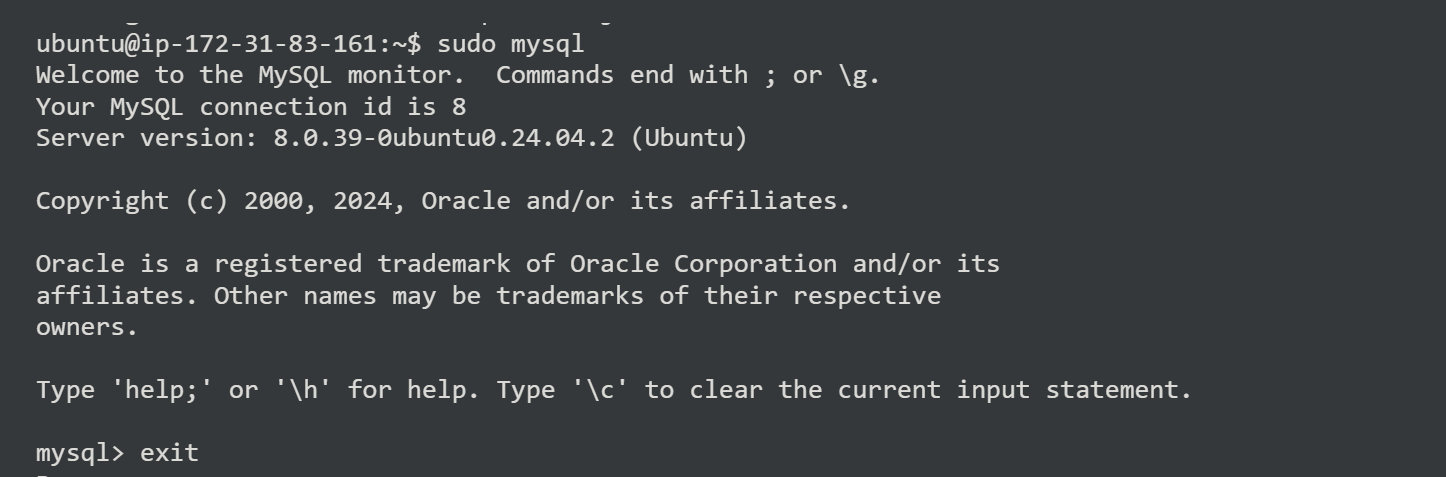 ubuntu@ip-172-31-83-161:~$ sudo mysql
Welcome to the MySQL monitor.  Commands end with ; or \g.
Your MySQL connection id is 8
Server version: 8.0.39-0ubuntu0.24.04.2 (Ubuntu)
Copyright (c) 2000, 2024, Oracle and/or its affiliates.
Oracle is a registered trademark of Oracle Corporation and/or its
affiliates. Other names may be trademarks of their respective
owners.
Type 'help;' or '\h' for help. Type '\c' to clear the current input statement.
mysql> exit